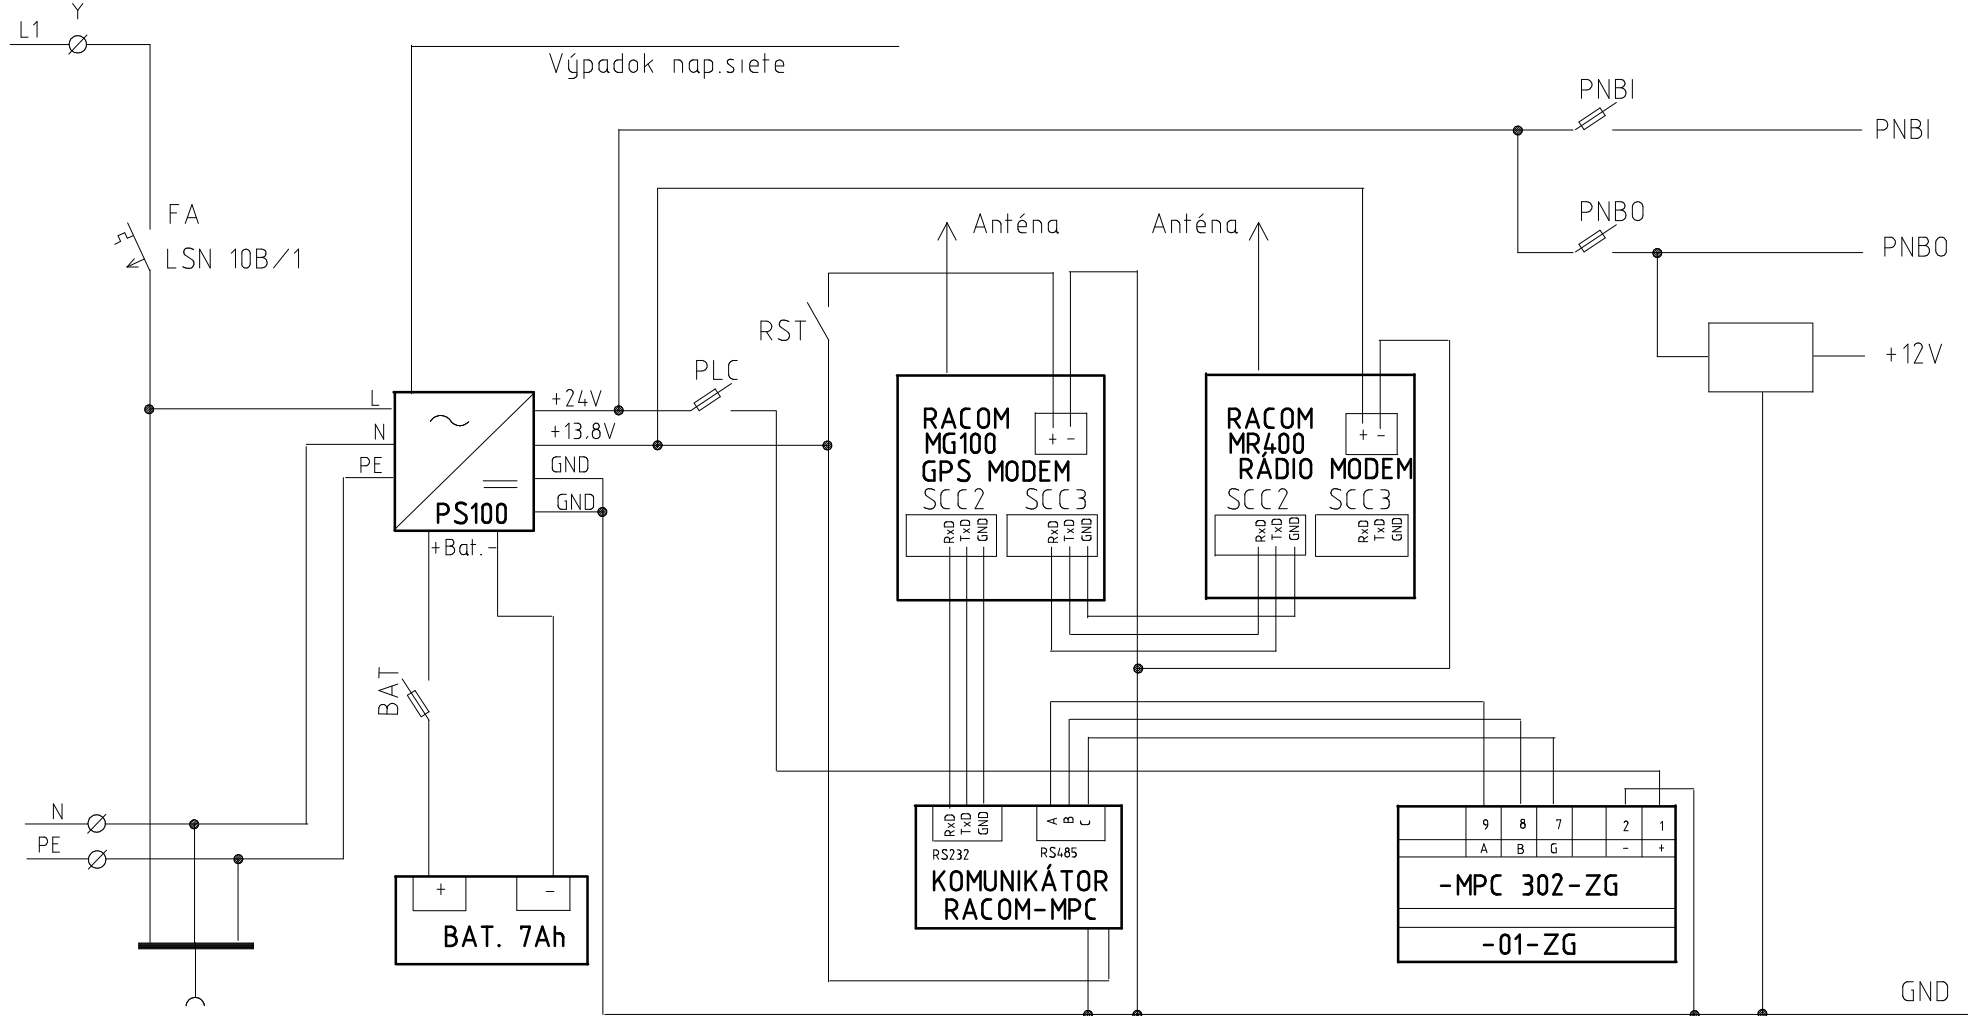 Y
L1
Výpadok nap.siete
PNBI
PNBI
FA
LSN 10B/1
Anténa
Anténa
PNBO
PNBO
RST
+12V
PLC
L
+24V
N
+13,8V
PE
GND
GND
PS100
+Bat.-
RACOM
MG100
GPS MODEM
+ -
SCC2
SCC3
RxD
TxD
GND
RxD
TxD
GND
RACOM
MR400
RÁDIO MODEM
+ -
SCC2
SCC3
RxD
TxD
GND
RxD
TxD
GND
BAT
N
PE
+
-
BAT. 7Ah
RxD
TxD
GND
A
B
C
RS232
RS485
KOMUNIKÁTOR
RACOM-MPC
9 8 7 2 1
A B G - +
-MPC 302-ZG
-01-ZG
GND